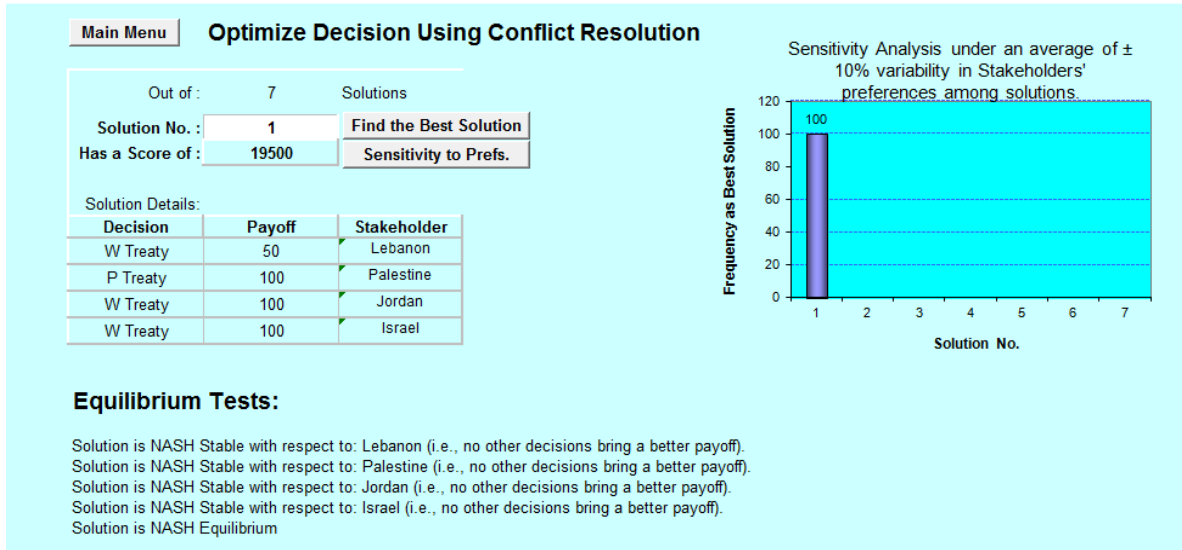 Main Menu
Optimize Decision Using Conflict Resolution
Out of : 7 Solutions
Solution No. : 1 Find the Best Solution
Has a Score of : 19500 Sensitivity to Prefs.
Solution Details:
Decision Payoff Stakeholder
W Treaty 50 Lebanon
P Treaty 100 Palestine
W Treaty 100 Jordan
W Treaty 100 Israel
Sensitivity Analysis under an average of ±
10% variability in Stakeholders'
preferences among solutions.
Frequency as Best Solution
120
100
80
60
40
20
0
100
1 2 3 4 5 6 7
Solution No.
Equilibrium Tests:
Solution is NASH Stable with respect to: Lebanon (i.e., no other decisions bring a better payoff).
Solution is NASH Stable with respect to: Palestine (i.e., no other decisions bring a better payoff).
Solution is NASH Stable with respect to: Jordan (i.e., no other decisions bring a better payoff).
Solution is NASH Stable with respect to: Israel (i.e., no other decisions bring a better payoff).
Solution is NASH Equilibrium